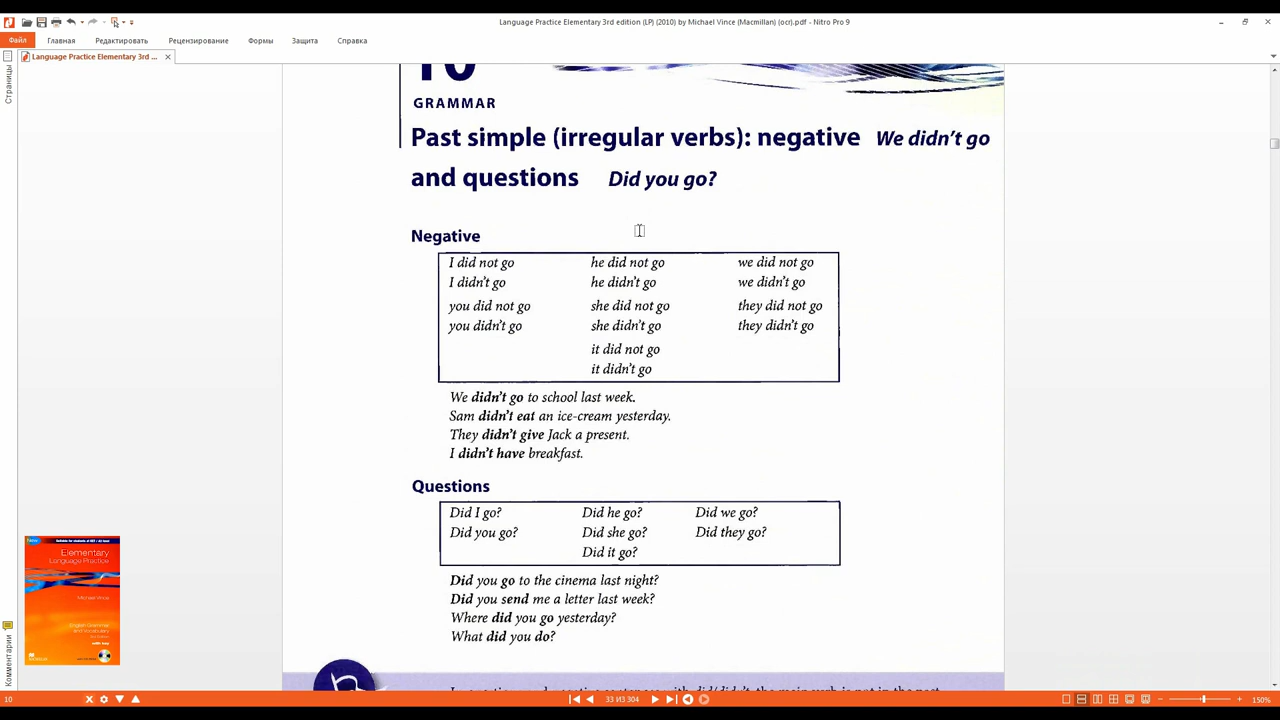 Language Practice Elementary 3rd edition (LP) (2010) by Michael Vince (Macmillan) (ocr).pdf - Nitro Pro 9
Файл Главная Редактировать Рецензирование Формы Защита Справка
Language Practice Elementary 3rd ...
Страницы
10
GRAMMAR
Past simple (irregular verbs): negative We didn't go
and questions Did you go?
Negative
I did not go he did not go we did not go
I didn't go he didn't go we didn't go
you did not go she did not go they did not go
you didn't go she didn't go they didn't go
it did not go
it didn't go
We didn't go to school last week.
Sam didn't eat an ice-cream yesterday.
They didn't give Jack a present.
I didn't have breakfast.
Questions
Did I go? Did he go? Did we go?
Did you go? Did she go? Did they go?
Did it go?
Did you go to the cinema last night?
Did you send me a letter last week?
Where did you go yesterday?
What did you do?
Elementary
Language Practice
Michael Vince
English Grammar
and Vocabulary
MACMILLAN
Комментарии
10 33 ИЗ 304 150%